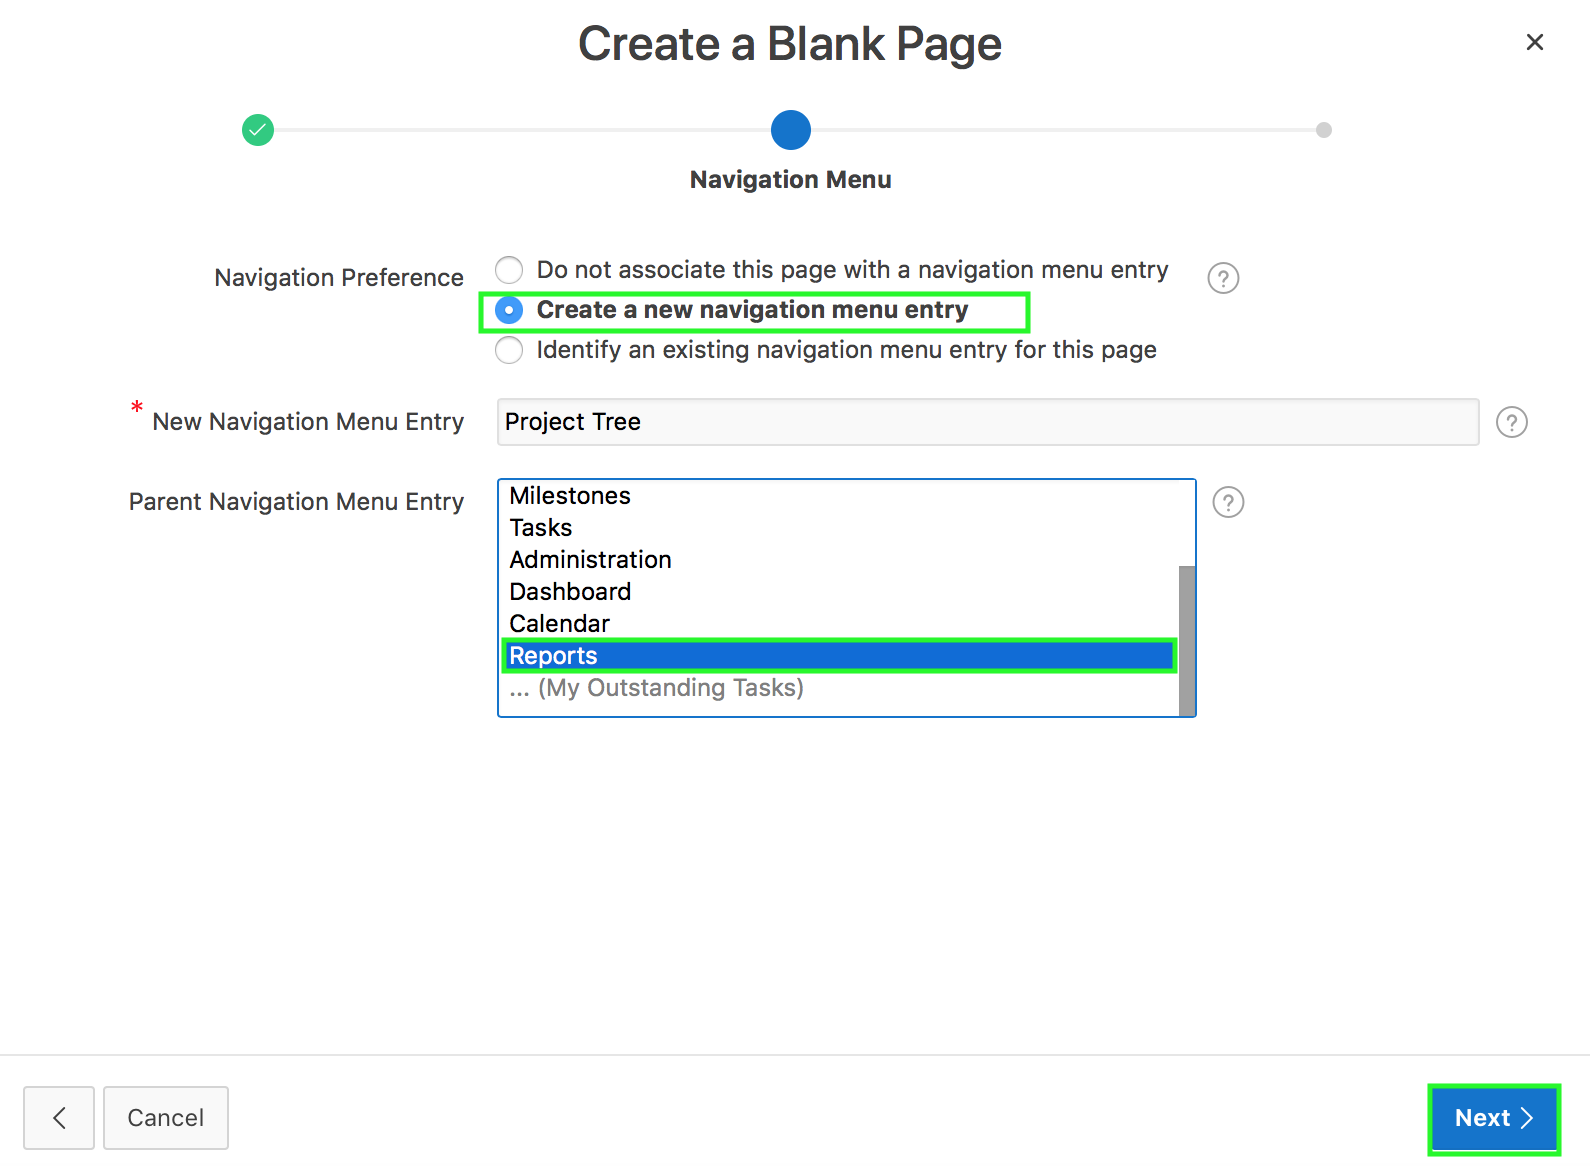 Create a Blank Page
Navigation Menu
Navigation Preference
Do not associate this page with a navigation menu entry
?
Create a new navigation menu entry
Identify an existing navigation menu entry for this page
* New Navigation Menu Entry
Project Tree
?
Parent Navigation Menu Entry
Milestones
?
Tasks
Administration
Dashboard
Calendar
Reports
... (My Outstanding Tasks)
Cancel
Next